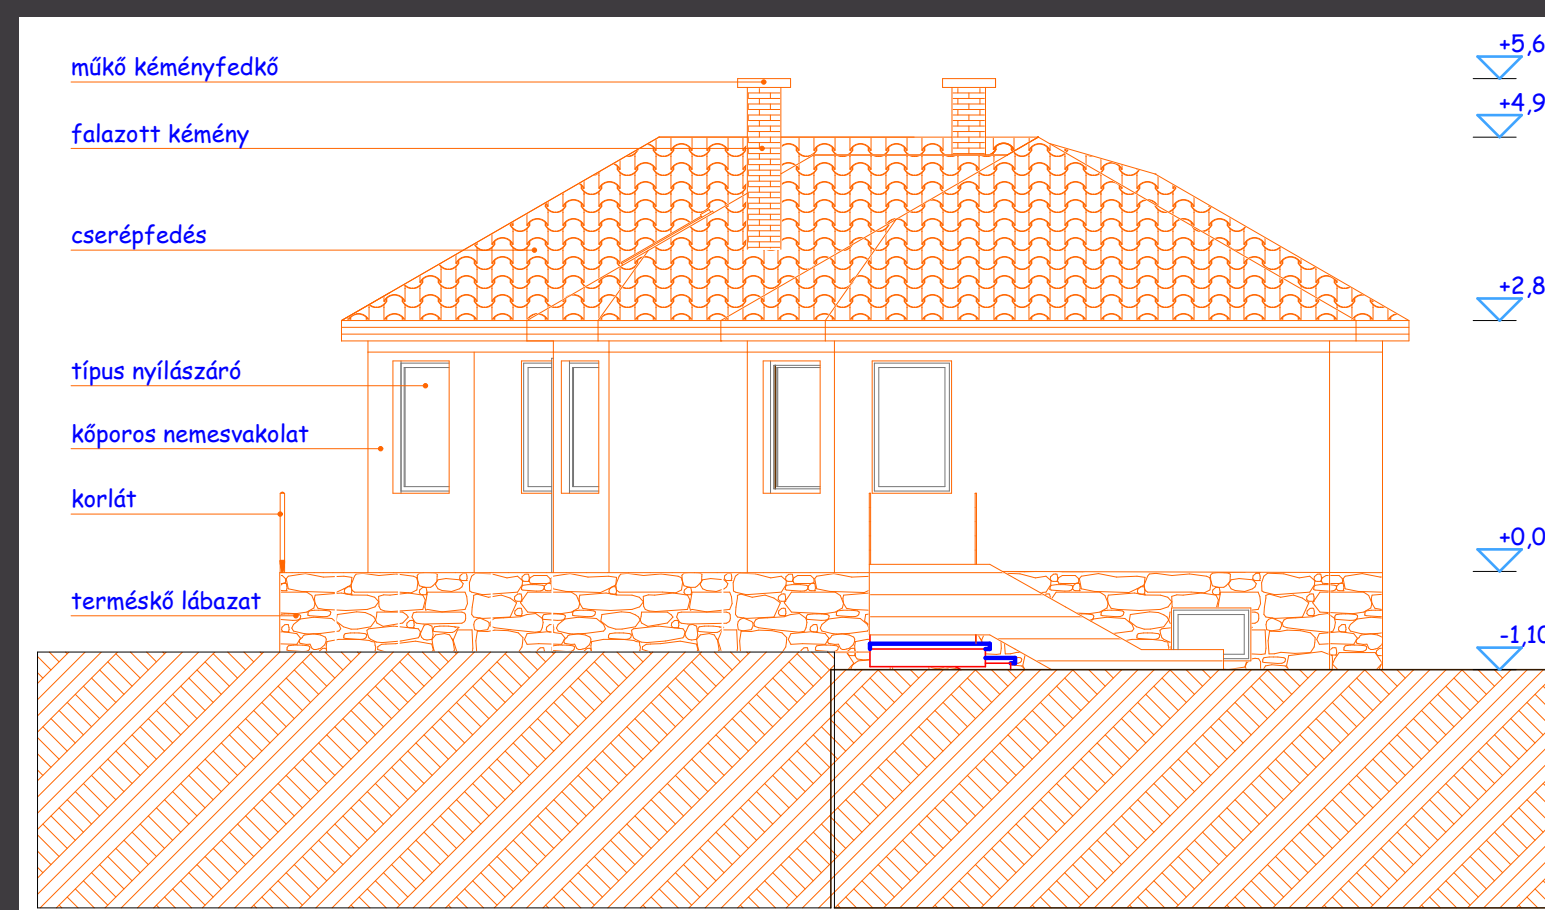 műkő kéményfedkő
falazott kémény
cserépfedés
típus nyílászáró
kőporos nemesvakolat
korlát
terméskő lábazat
+5,6
+4,9
+2,8
+0,0
-1,10